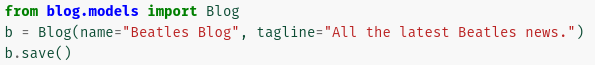 from blog.models import Blog
b = Blog(name="Beatles Blog", tagline="All the latest Beatles news.")
b.save()